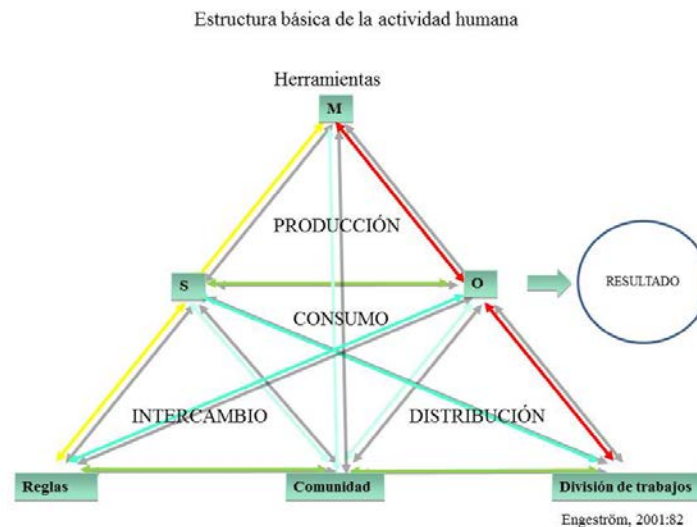 Estructura básica de la actividad humana
Herramientas
M
PRODUCCIÓN
S
O
RESULTADO
CONSUMO
INTERCAMBIO
DISTRIBUCIÓN
Reglas
Comunidad
División de trabajos
Engeström, 2001:82